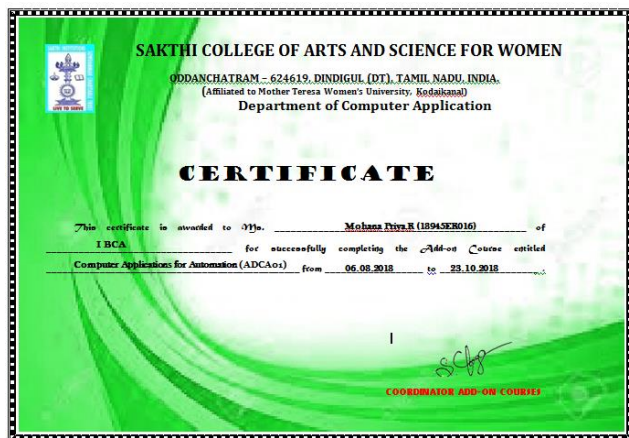 SAKTHI COLLEGE OF ARTS AND SCIENCE FOR WOMEN
ODDANCHATRAM – 624619, DINDIGUL (DT), TAMIL NADU, INDIA.
(Affiliated to Mother Teresa Women's University, Kodaikanal)
Department of Computer Application
CERTIFICATE
This certificate is awarded to Ms. Mohana Priya.R (18945ER016) of
I BCA for successfully completing the Add-on Course entitled
Computer Applications for Automation (ADCA01) from 06.08.2018 to 23.10.2018 .
COORDINATOR ADD-ON COURSES
LIVE TO SERVE